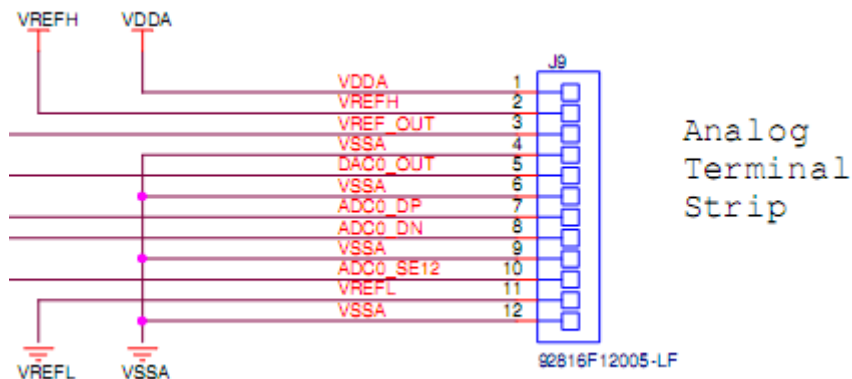 VREFH VDDA
J9
VDDA 1
VREFH 2
VREF_OUT 3
VSSA 4
DAC0_OUT 5
VSSA 6
ADC0_DP 7
ADC0_DN 8
VSSA 9
ADC0_SE12 10
VREFL 11
VSSA 12
Analog
Terminal
Strip
92816F12005-LF
VREFL VSSA